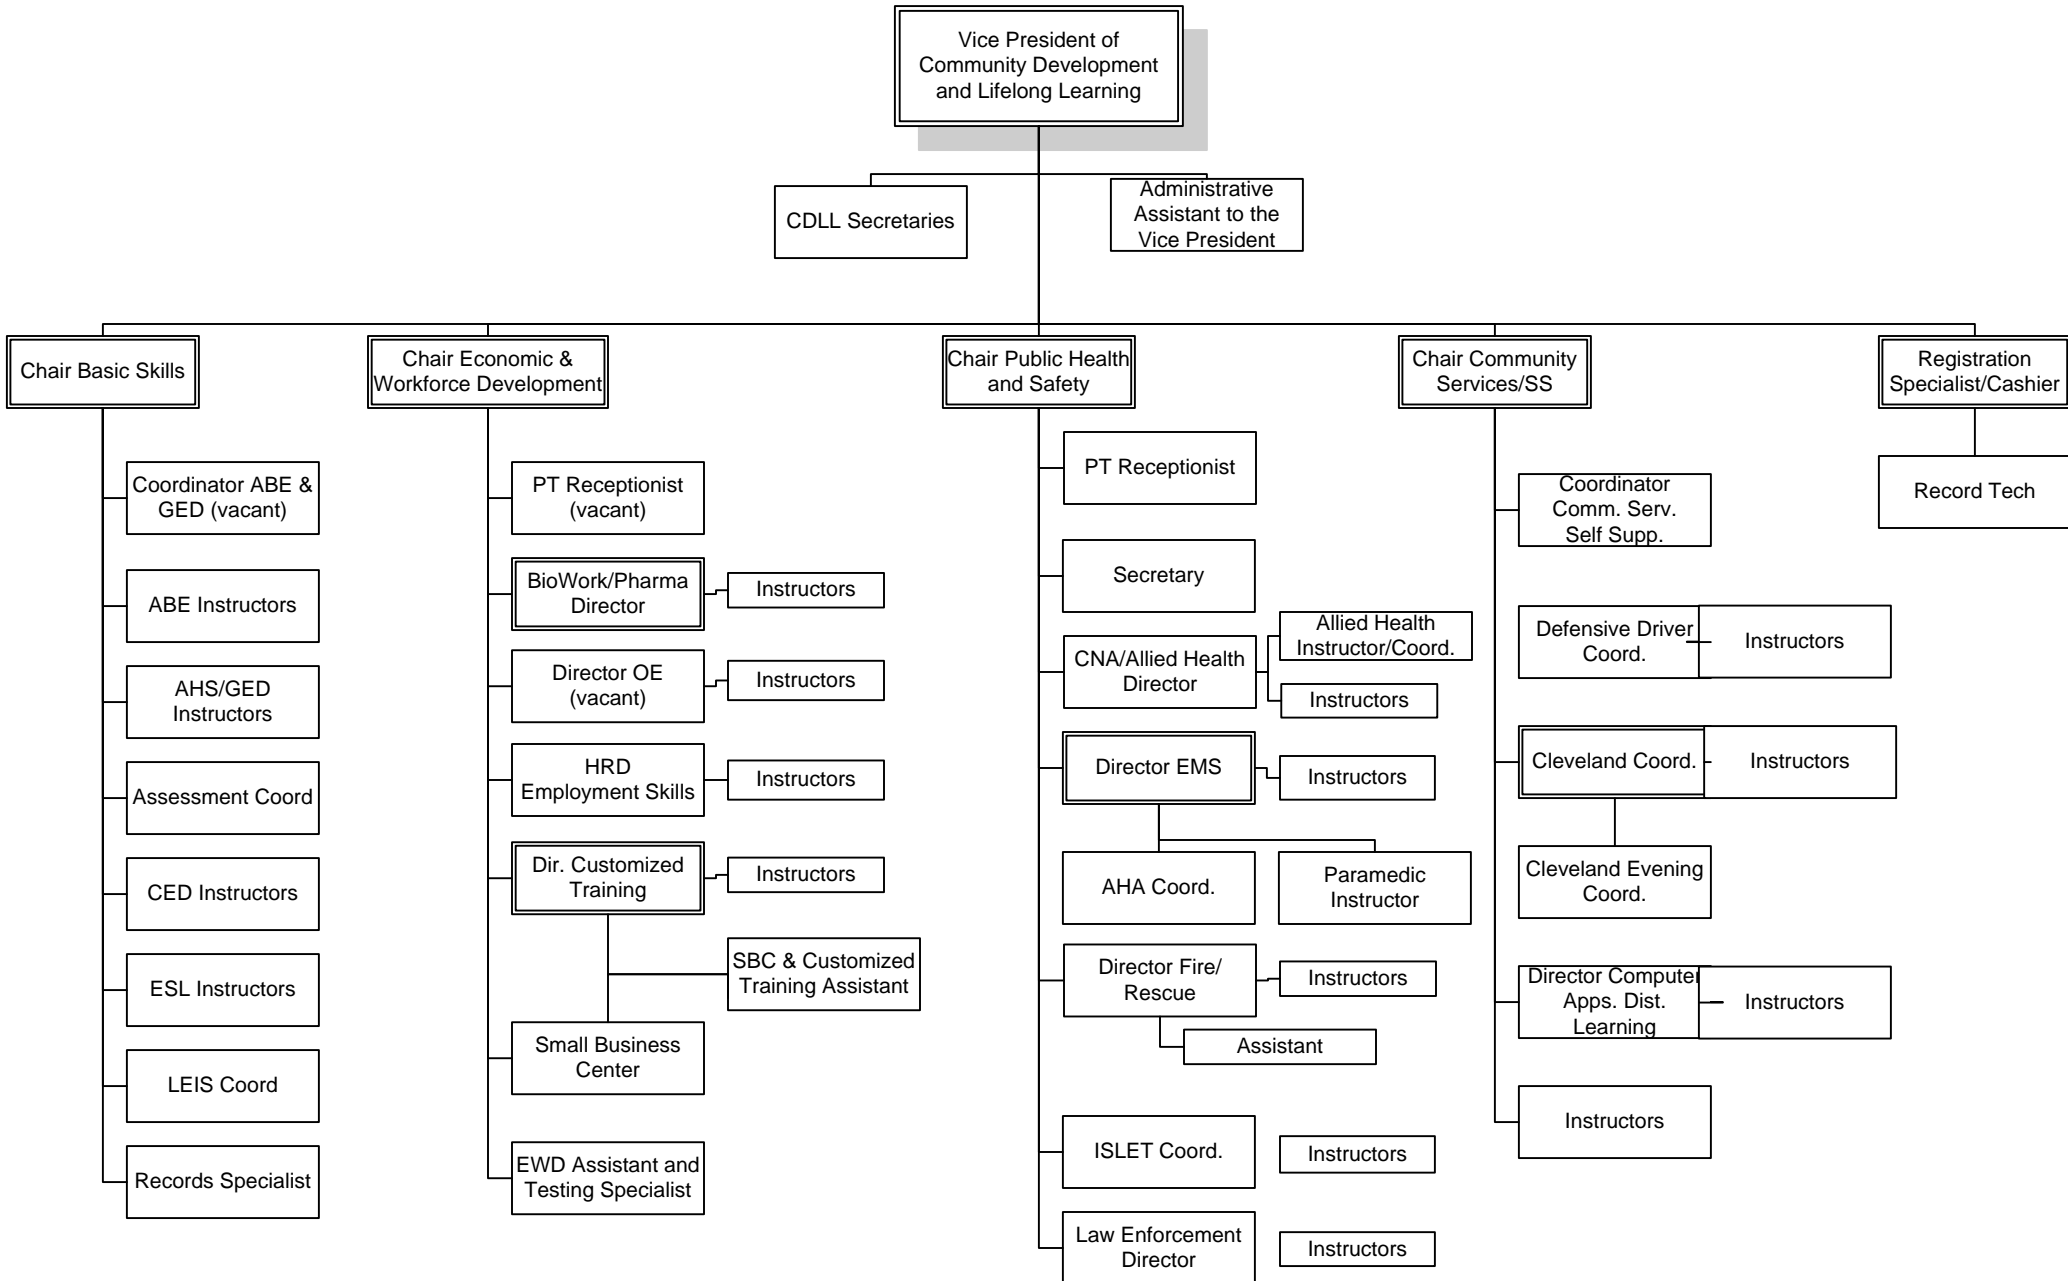 Vice President of
Community Development
and Lifelong Learning
CDLL Secretaries
Administrative
Assistant to the
Vice President
Chair Basic Skills
Chair Economic &
Workforce Development
Chair Public Health
and Safety
Chair Community
Services/SS
Registration
Specialist/Cashier
Coordinator ABE &
GED (vacant)
ABE Instructors
AHS/GED
Instructors
Assessment Coord
CED Instructors
ESL Instructors
LEIS Coord
Records Specialist
PT Receptionist
(vacant)
BioWork/Pharma
Director
Instructors
Director OE
(vacant)
Instructors
HRD
Employment Skills
Instructors
Dir. Customized
Training
Instructors
SBC & Customized
Training Assistant
Small Business
Center
EWD Assistant and
Testing Specialist
PT Receptionist
Secretary
CNA/Allied Health
Director
Allied Health
Instructor/Coord.
Instructors
Director EMS
Instructors
AHA Coord.
Paramedic
Instructor
Director Fire/
Rescue
Instructors
Assistant
ISLET Coord.
Instructors
Law Enforcement
Director
Instructors
Coordinator
Comm. Serv.
Self Supp.
Defensive Driver
Coord.
Instructors
Cleveland Coord.
Instructors
Cleveland Evening
Coord.
Director Computer
Apps. Dist.
Learning
Instructors
Instructors
Record Tech